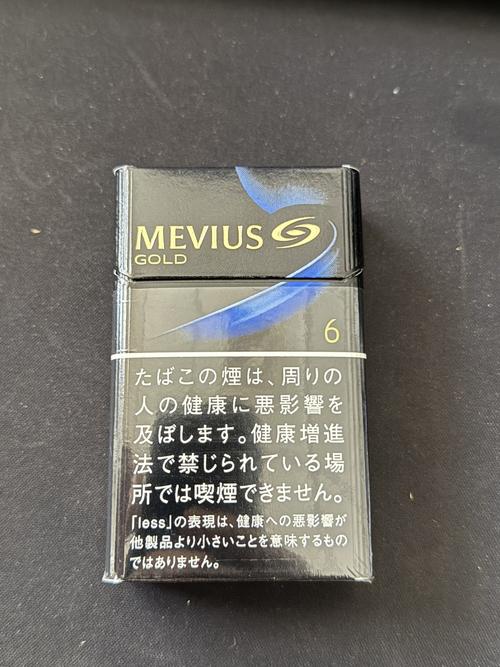 MEVIUS
GOLD
6
たばこの煙は、周りの
人の健康に悪影響を
及ぼします。健康増進
法で禁じられている場
所では喫煙できません。
「less」の表現は、健康への悪影響が
他製品より小さいことを意味するもの
ではありません。